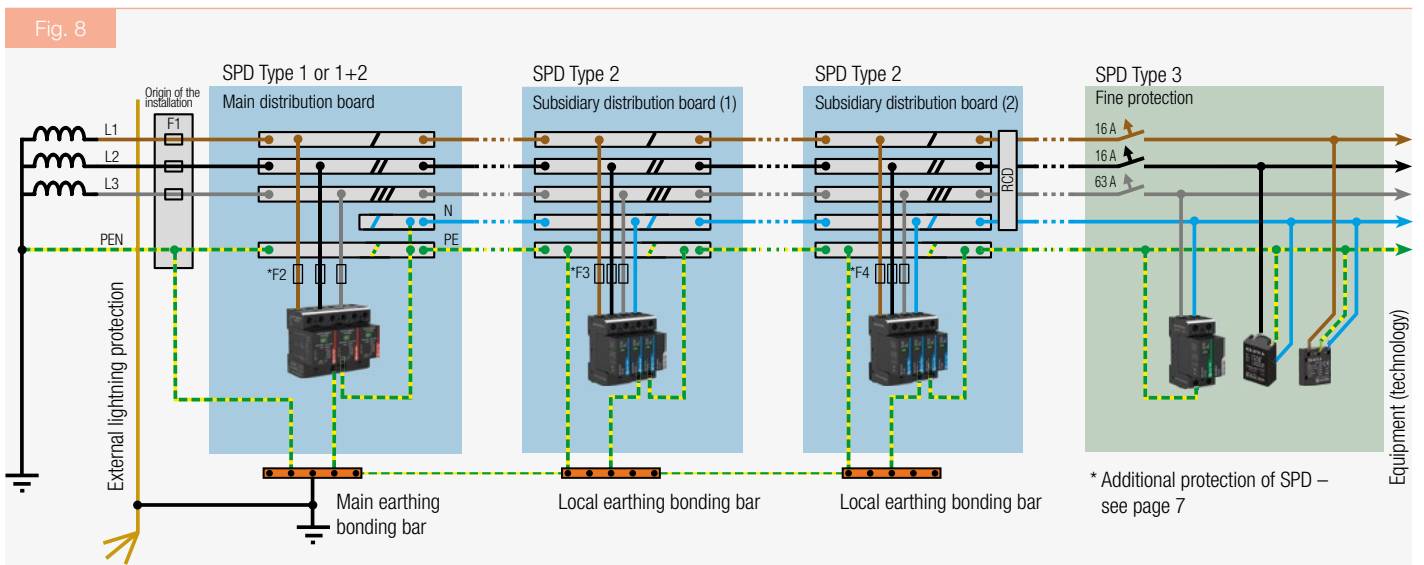 Fig. 8
SPD Type 1 or 1+2
SPD Type 2
SPD Type 2
SPD Type 3
Origin of the
installation
Main distribution board
Subsidiary distribution board (1)
Subsidiary distribution board (2)
Fine protection
F1
L1
L2
L3
N
PEN
PE
RCD
16 A
16 A
63 A
*F2
*F3
*F4
External lightning protection
Equipment (technology)
Main earthing
bonding bar
Local earthing bonding bar
Local earthing bonding bar
* Additional protection of SPD –
see page 7